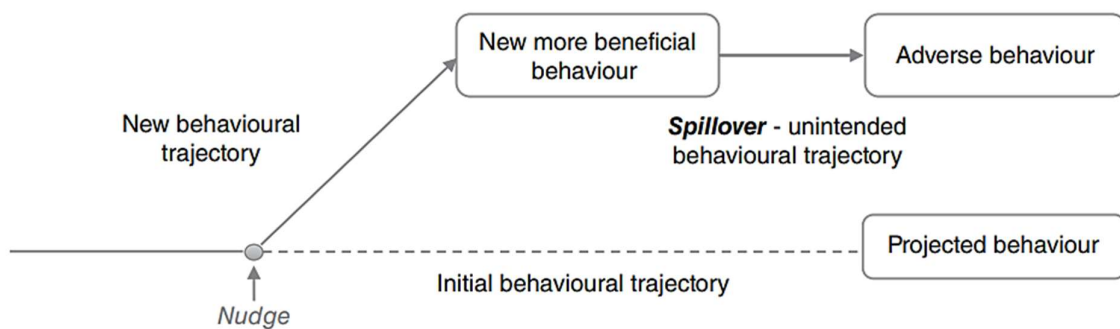 New more beneficial
behaviour
Adverse behaviour
New behavioural
trajectory
Spillover - unintended
behavioural trajectory
Projected behaviour
Initial behavioural trajectory
Nudge